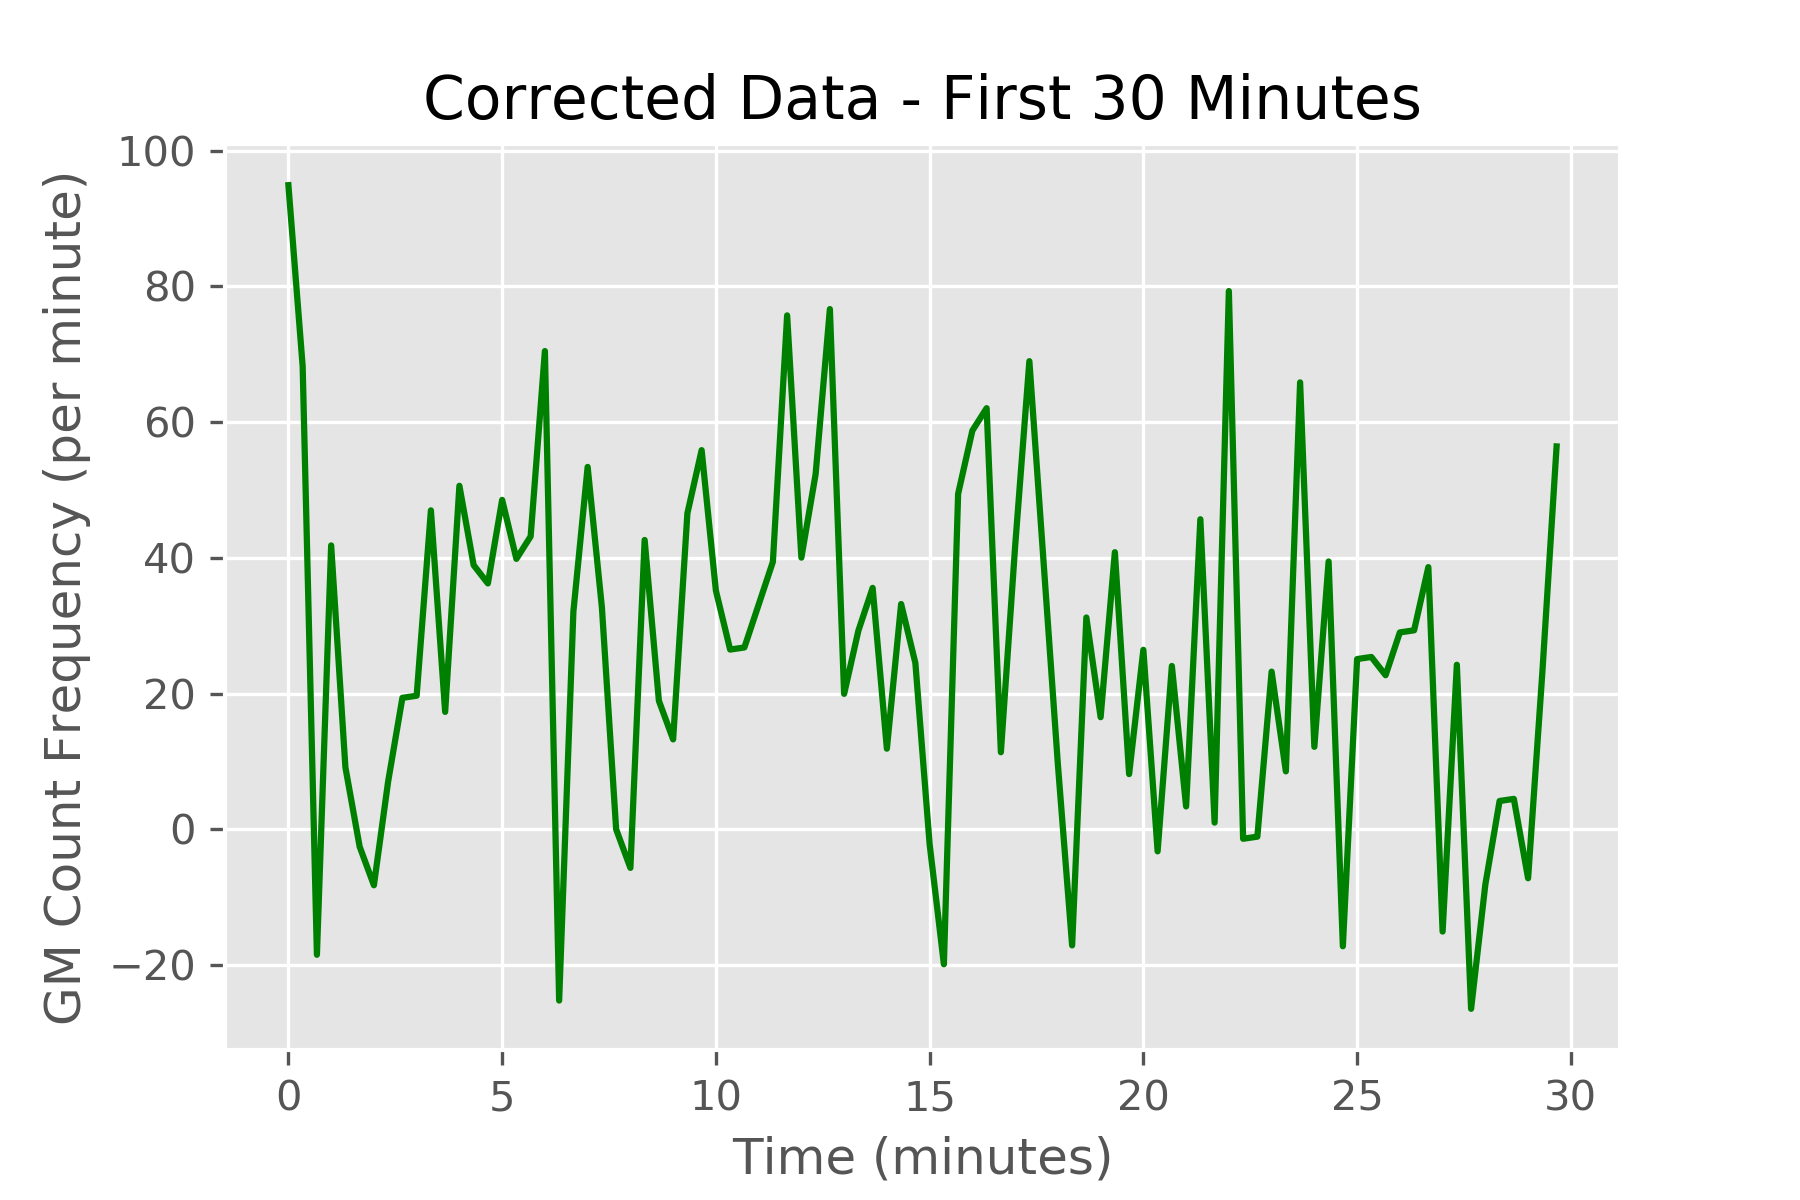 Corrected Data - First 30 Minutes
GM Count Frequency (per minute)
100
80
60
40
20
0
−20
0 5 10 15 20 25 30
Time (minutes)